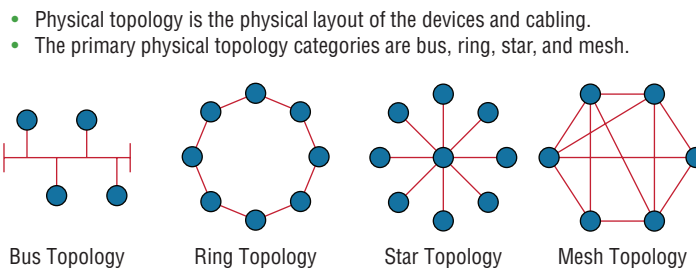 • Physical topology is the physical layout of the devices and cabling.
• The primary physical topology categories are bus, ring, star, and mesh.
Bus Topology
Ring Topology
Star Topology
Mesh Topology